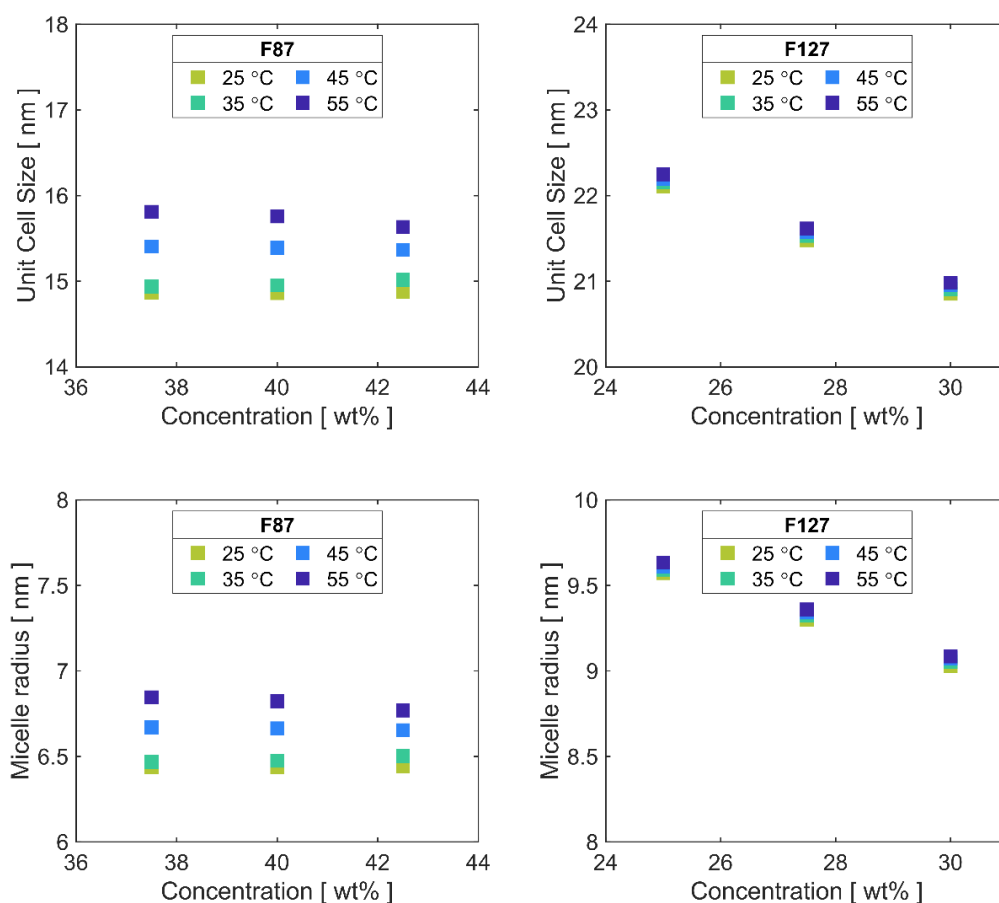 F87
25 °C 45 °C
35 °C 55 °C
18
17
16
15
14
Unit Cell Size [ nm ]
36 38 40 42 44
Concentration [ wt% ]
F127
25 °C 45 °C
35 °C 55 °C
24
23
22
21
20
Unit Cell Size [ nm ]
24 26 28 30
Concentration [ wt% ]
F87
25 °C 45 °C
35 °C 55 °C
8
7.5
7
6.5
6
Micelle radius [ nm ]
36 38 40 42 44
Concentration [ wt% ]
F127
25 °C 45 °C
35 °C 55 °C
10
9.5
9
8.5
8
Micelle radius [ nm ]
24 26 28 30
Concentration [ wt% ]